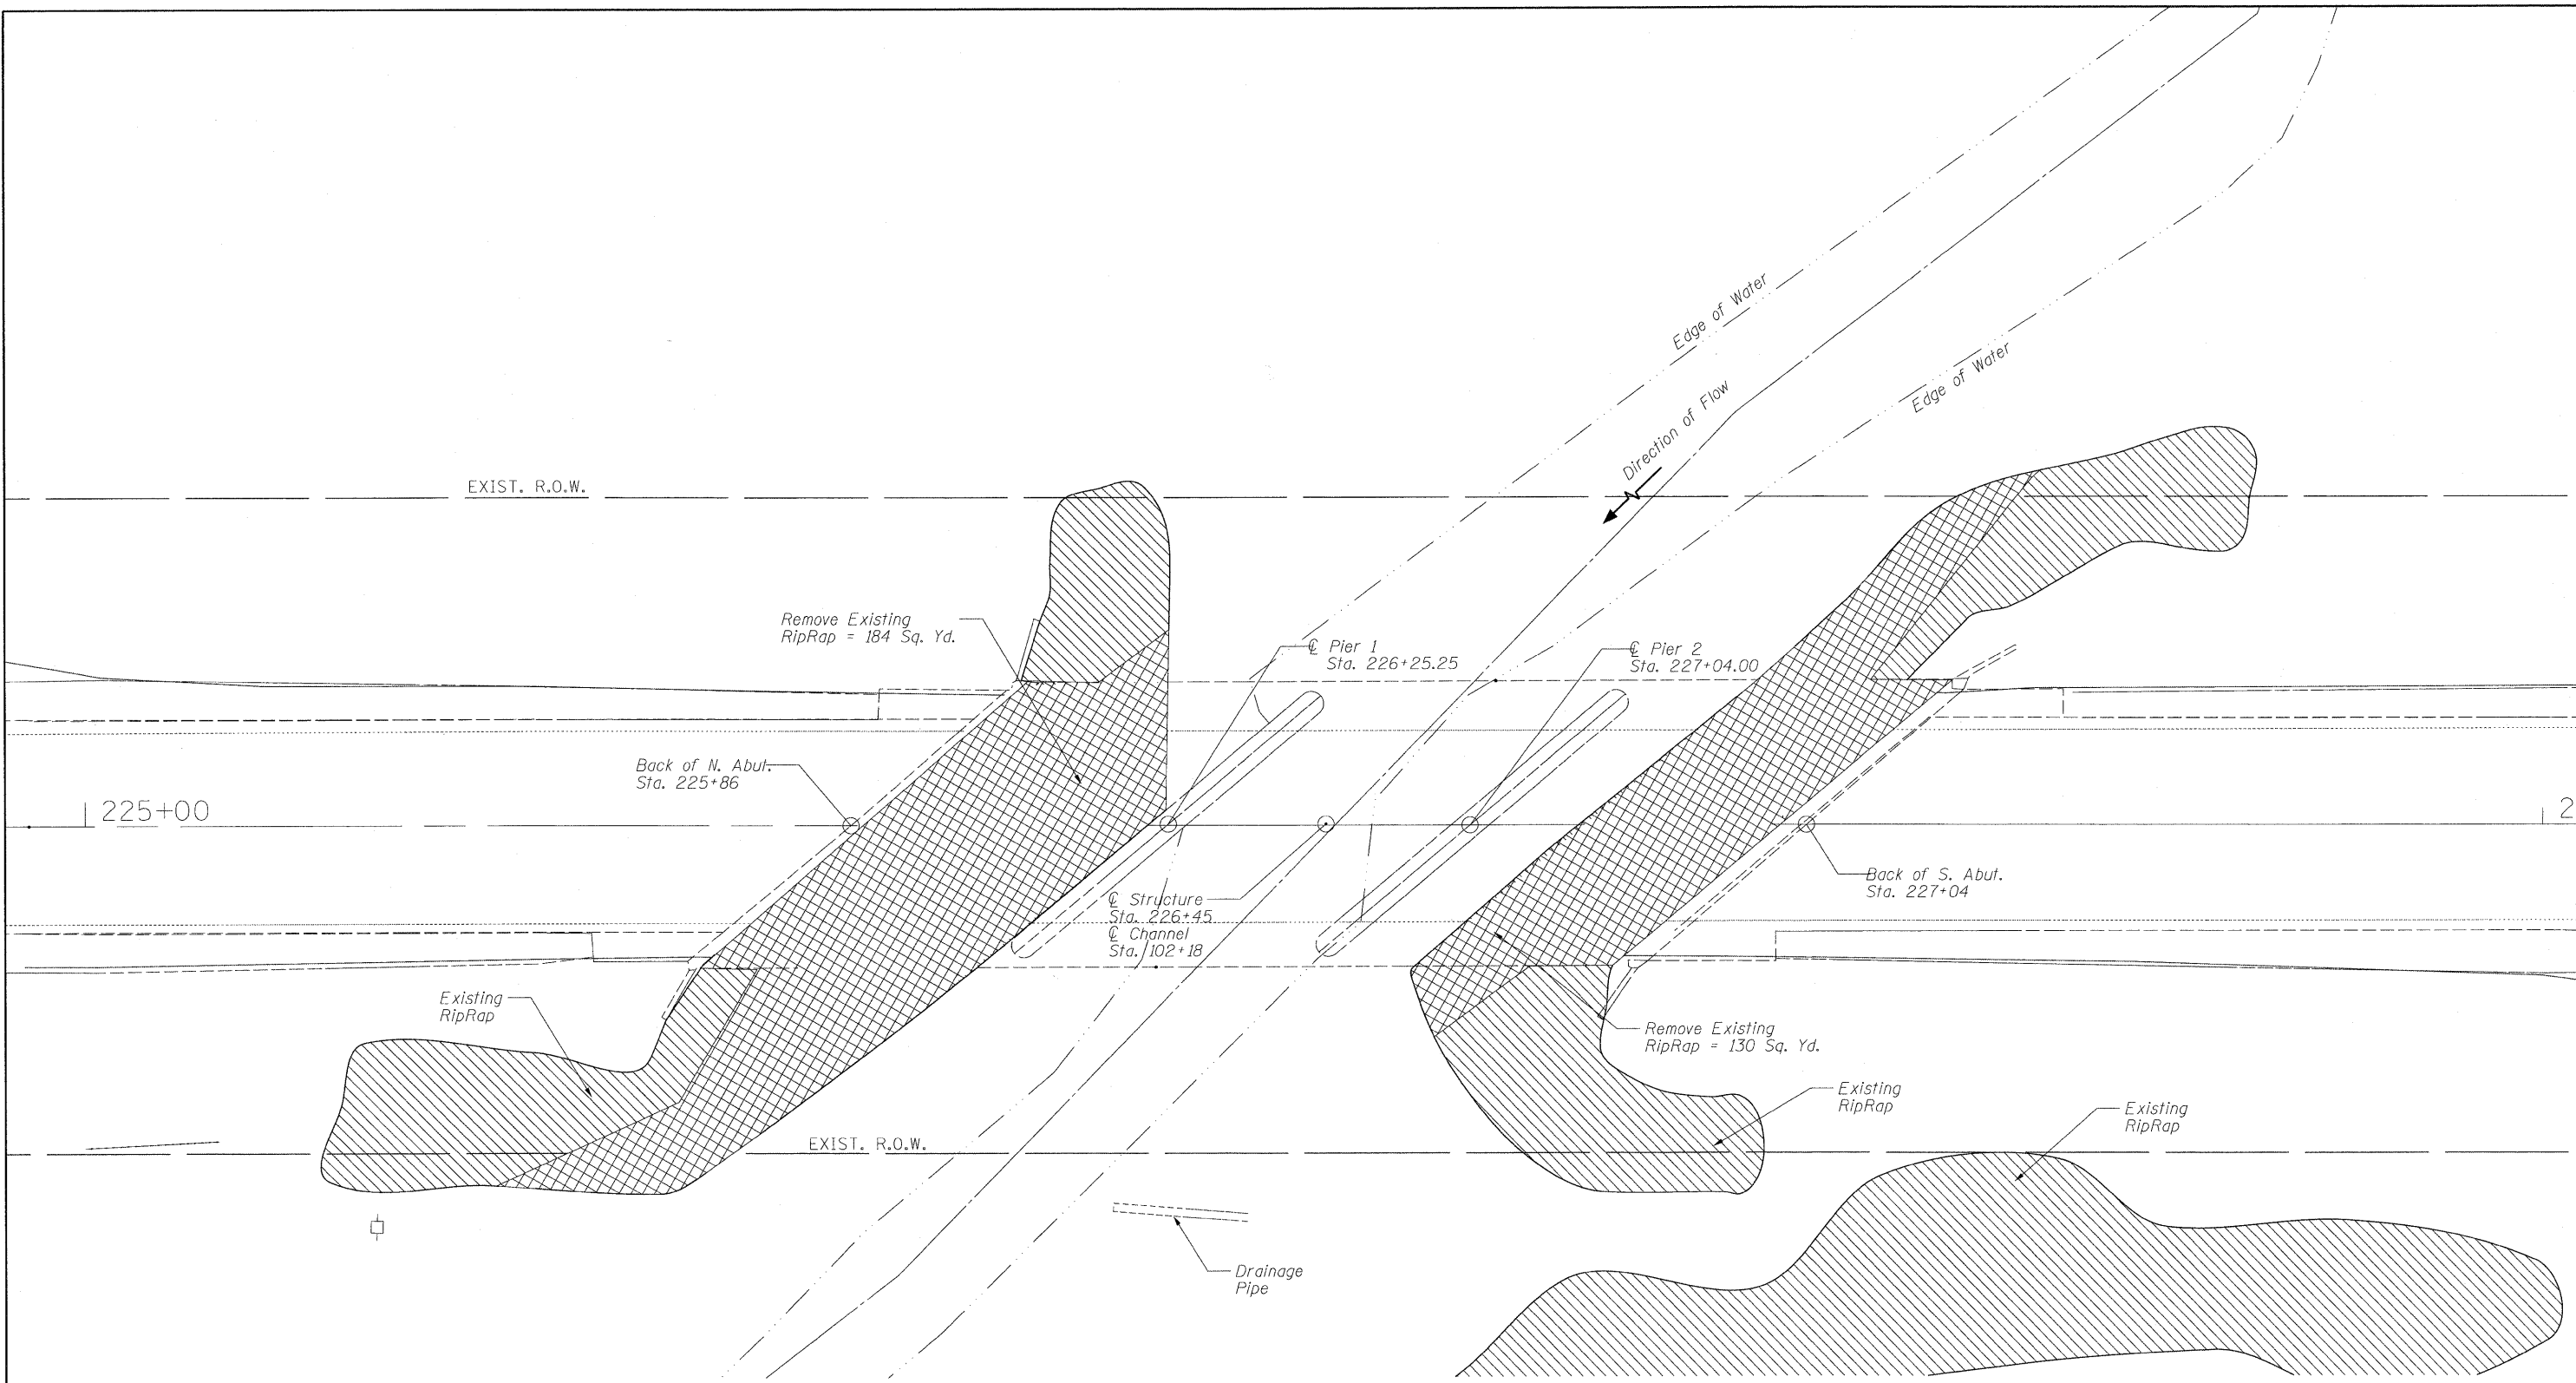 Edge of Water
Edge of Water
Direction of Flow
EXIST. R.O.W.
Remove Existing
RipRap = 184 Sq. Yd.
℄ Pier 1
Sta. 226+25.25
℄ Pier 2
Sta. 227+04.00
Back of N. Abut.
Sta. 225+86
225+00
2
Back of S. Abut.
Sta. 227+04
℄ Structure
Sta. 226+45
℄ Channel
Sta. 102+18
Existing
RipRap
Remove Existing
RipRap = 130 Sq. Yd.
Existing
RipRap
Existing
RipRap
EXIST. R.O.W.
Drainage
Pipe